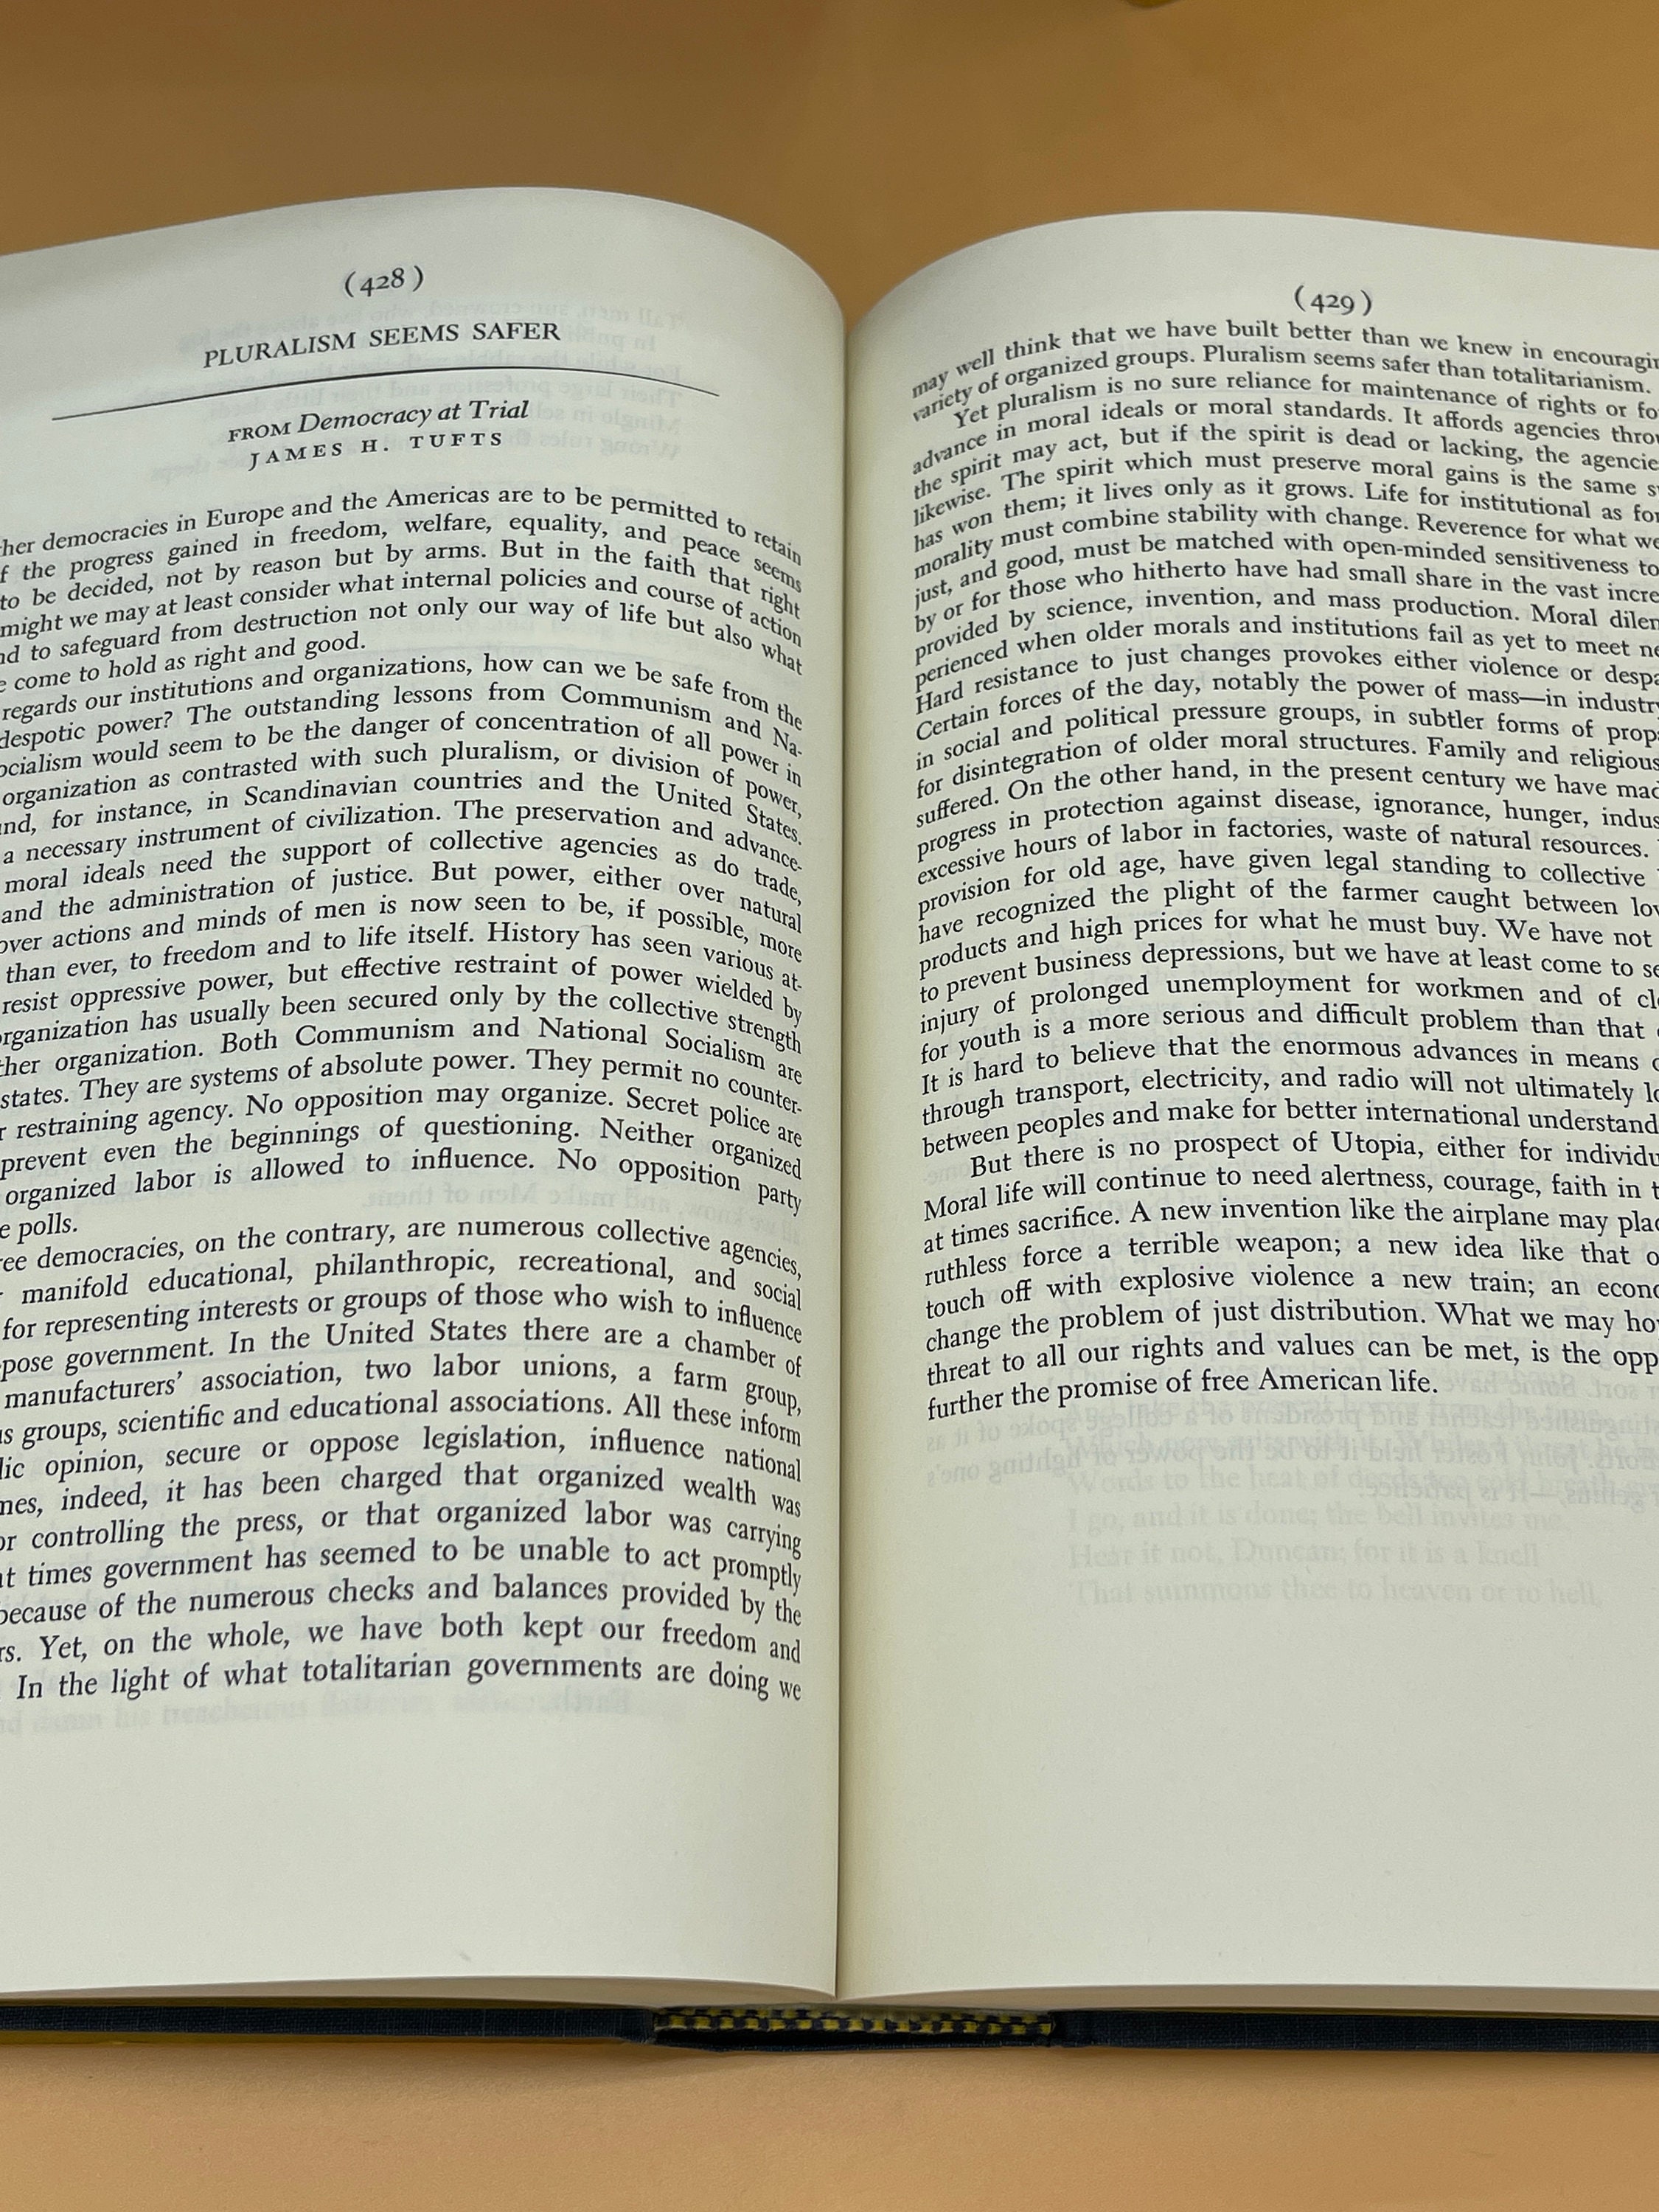 (428)
PLURALISM SEEMS SAFER
FROM Democracy at Trial
JAMES H. TUFTS
her democracies in Europe and the Americas are to be permitted to retain
f the progress gained in freedom, welfare, equality, and peace seems
to be decided, not by reason but by arms. But in the faith that right
might we may at least consider what internal policies and course of action
nd to safeguard from destruction not only our way of life but also what
e come to hold as right and good.
regards our institutions and organizations, how can we be safe from the
despotic power? The outstanding lessons from Communism and Na-
ocialism would seem to be the danger of concentration of all power in
organization as contrasted with such pluralism, or division of power,
und, for instance, in Scandinavian countries and the United States.
a necessary instrument of civilization. The preservation and advance-
moral ideals need the support of collective agencies as do trade,
and the administration of justice. But power, either over natural
over actions and minds of men is now seen to be, if possible, more
than ever, to freedom and to life itself. History has seen various at-
resist oppressive power, but effective restraint of power wielded by
organization has usually been secured only by the collective strength
ther organization. Both Communism and National Socialism are
states. They are systems of absolute power. They permit no counter-
r restraining agency. No opposition may organize. Secret police are
prevent even the beginnings of questioning. Neither organized
organized labor is allowed to influence. No opposition party
e polls.
ree democracies, on the contrary, are numerous collective agencies,
r manifold educational, philanthropic, recreational, and social
for representing interests or groups of those who wish to influence
pose government. In the United States there are a chamber of
manufacturers' association, two labor unions, a farm group,
us groups, scientific and educational associations. All these inform
lic opinion, secure or oppose legislation, influence national
mes, indeed, it has been charged that organized wealth was
or controlling the press, or that organized labor was carrying
at times government has seemed to be unable to act promptly
because of the numerous checks and balances provided by the
rs. Yet, on the whole, we have both kept our freedom and
In the light of what totalitarian governments are doing we
(429)
may well think that we have built better than we knew in encouragin
variety of organized groups. Pluralism seems safer than totalitarianism.
Yet pluralism is no sure reliance for maintenance of rights or fo
advance in moral ideals or moral standards. It affords agencies throu
the spirit may act, but if the spirit is dead or lacking, the agencie
likewise. The spirit which must preserve moral gains is the same s
has won them; it lives only as it grows. Life for institutional as for
morality must combine stability with change. Reverence for what we
just, and good, must be matched with open-minded sensitiveness to
by or for those who hitherto have had small share in the vast incre
provided by science, invention, and mass production. Moral dilem
perienced when older morals and institutions fail as yet to meet ne
Hard resistance to just changes provokes either violence or despa
Certain forces of the day, notably the power of mass—in industry
in social and political pressure groups, in subtler forms of propa
for disintegration of older moral structures. Family and religious
suffered. On the other hand, in the present century we have mad
progress in protection against disease, ignorance, hunger, indus
excessive hours of labor in factories, waste of natural resources.
provision for old age, have given legal standing to collective
have recognized the plight of the farmer caught between low
products and high prices for what he must buy. We have not
to prevent business depressions, but we have at least come to se
injury of prolonged unemployment for workmen and of clo
for youth is a more serious and difficult problem than that
It is hard to believe that the enormous advances in means o
through transport, electricity, and radio will not ultimately lo
between peoples and make for better international understand
But there is no prospect of Utopia, either for individu
Moral life will continue to need alertness, courage, faith in t
at times sacrifice. A new invention like the airplane may plac
ruthless force a terrible weapon; a new idea like that o
touch off with explosive violence a new train; an econo
change the problem of just distribution. What we may ho
threat to all our rights and values can be met, is the opp
further the promise of free American life.